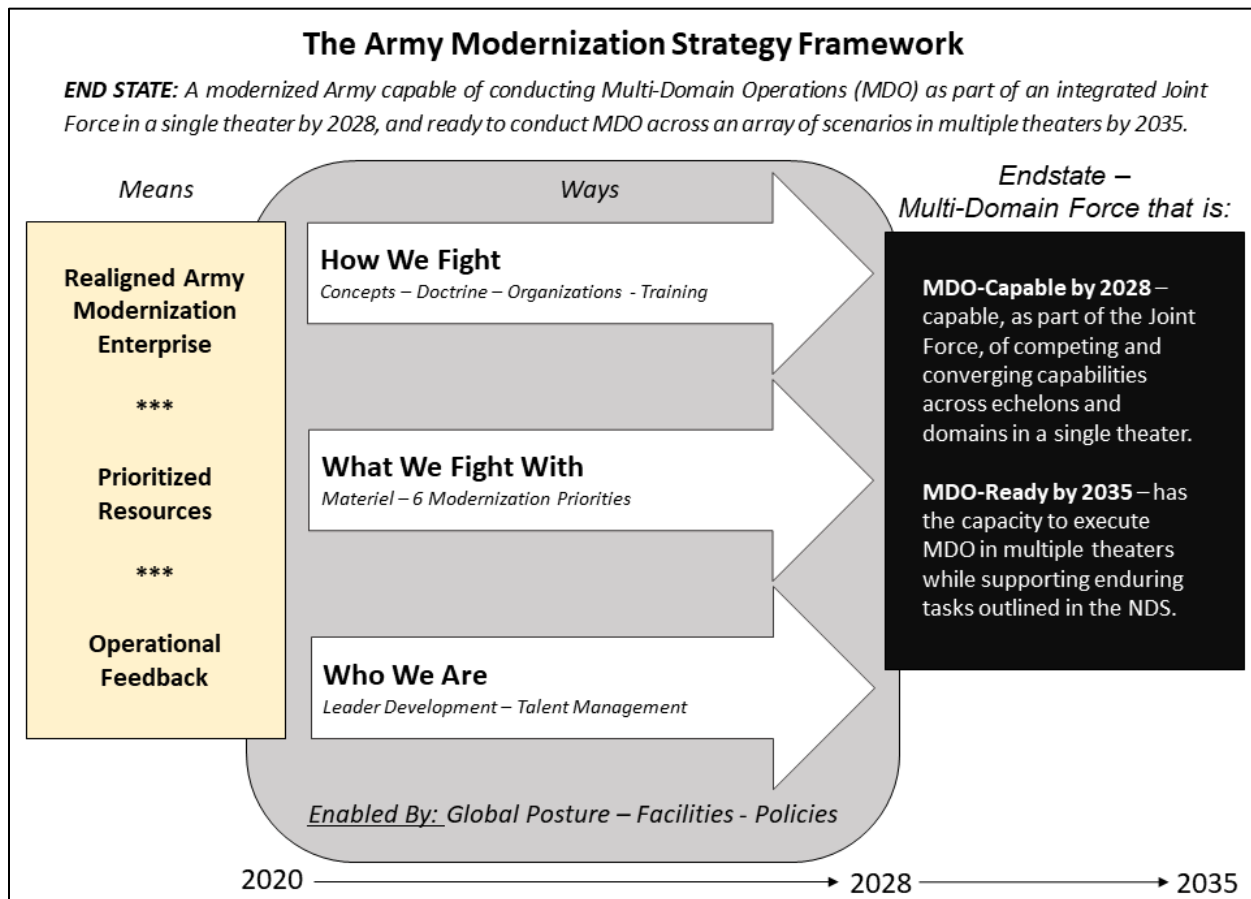 The Army Modernization Strategy Framework
END STATE: A modernized Army capable of conducting Multi-Domain Operations (MDO) as part of an integrated Joint
Force in a single theater by 2028, and ready to conduct MDO across an array of scenarios in multiple theaters by 2035.
Means
Realigned Army
Modernization
Enterprise
***
Prioritized
Resources
***
Operational
Feedback
Ways
How We Fight
Concepts – Doctrine – Organizations - Training
What We Fight With
Materiel – 6 Modernization Priorities
Who We Are
Leader Development – Talent Management
Enabled By: Global Posture – Facilities - Policies
Endstate –
Multi-Domain Force that is:
MDO-Capable by 2028 –
capable, as part of the Joint
Force, of competing and
converging capabilities
across echelons and
domains in a single theater.
MDO-Ready by 2035 – has
the capacity to execute
MDO in multiple theaters
while supporting enduring
tasks outlined in the NDS.
2020
2028
2035